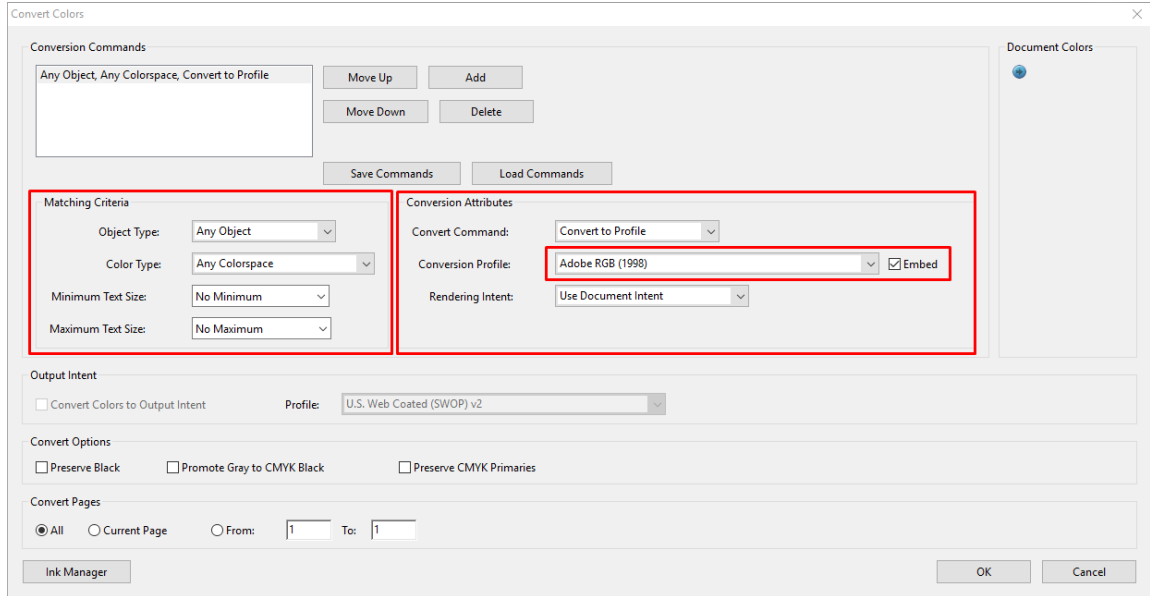 Convert Colors
Conversion Commands
Document Colors
Any Object, Any Colorspace, Convert to Profile
Move Up
Add
Move Down
Delete
Save Commands
Load Commands
Matching Criteria
Object Type: Any Object
Color Type: Any Colorspace
Minimum Text Size: No Minimum
Maximum Text Size: No Maximum
Conversion Attributes
Convert Command: Convert to Profile
Conversion Profile: Adobe RGB (1998) Embed
Rendering Intent: Use Document Intent
Output Intent
Convert Colors to Output Intent Profile: U.S. Web Coated (SWOP) v2
Convert Options
Preserve Black Promote Gray to CMYK Black Preserve CMYK Primaries
Convert Pages
All Current Page From: 1 To: 1
Ink Manager OK Cancel